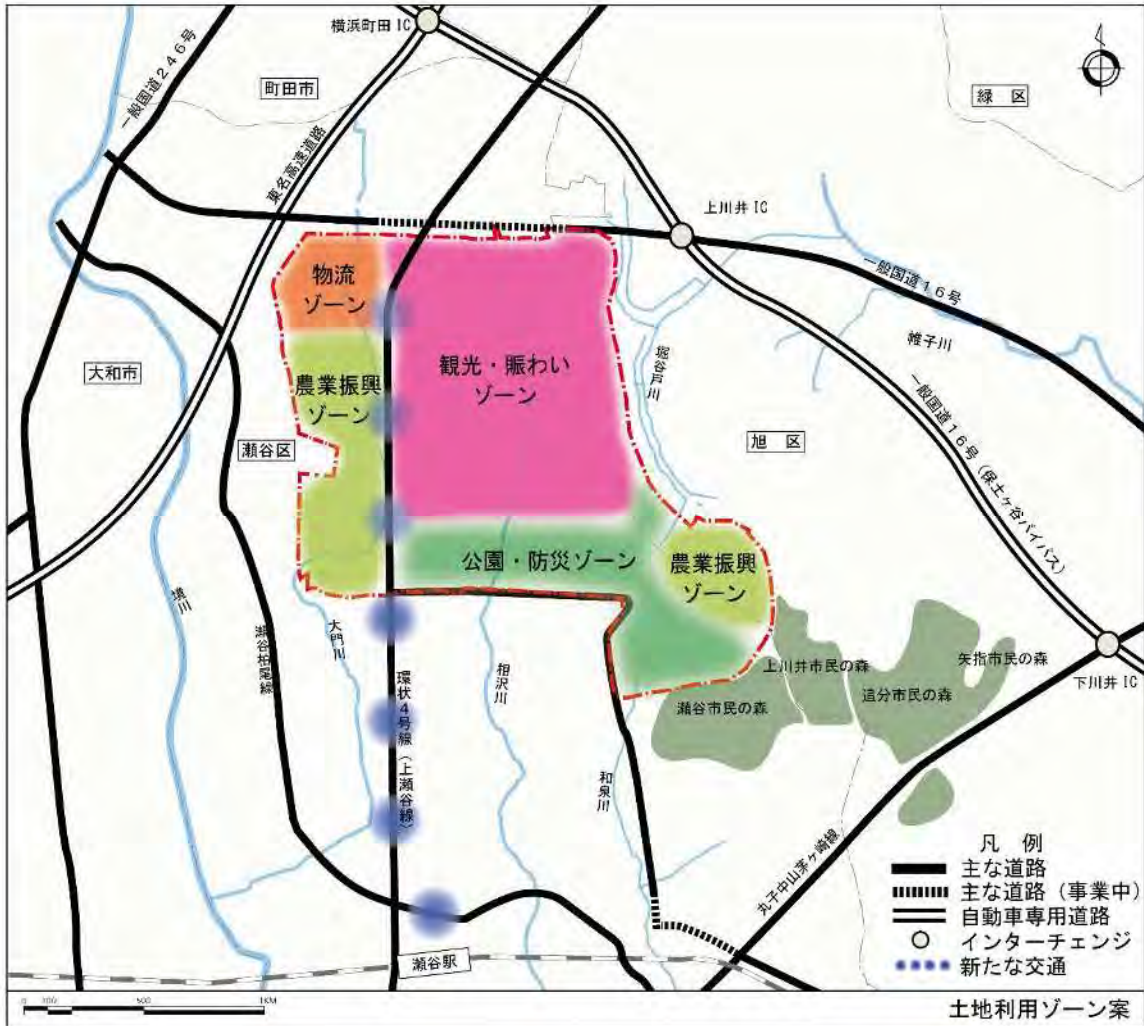 横浜町田 IC
一般国道246号
町田市
緑 区
東名高速道路
上川井 IC
一般国道16号
帷子川
物流
ゾーン
観光・賑わい
ゾーン
堀谷戸川
大和市
農業振興
ゾーン
瀬谷区
旭 区
一般国道16号(保土ヶ谷バイパス)
公園・防災ゾーン
農業振興
ゾーン
境川
瀬谷柏尾線
大門川
相沢川
環状4号線(上瀬谷線)
和泉川
上川井市民の森
矢指市民の森
瀬谷市民の森
追分市民の森
下川井 IC
丸子中山茅ヶ崎線
凡 例
主な道路
主な道路(事業中)
自動車専用道路
インターチェンジ
新たな交通
瀬谷駅
0 500 1KM
土地利用ゾーン案